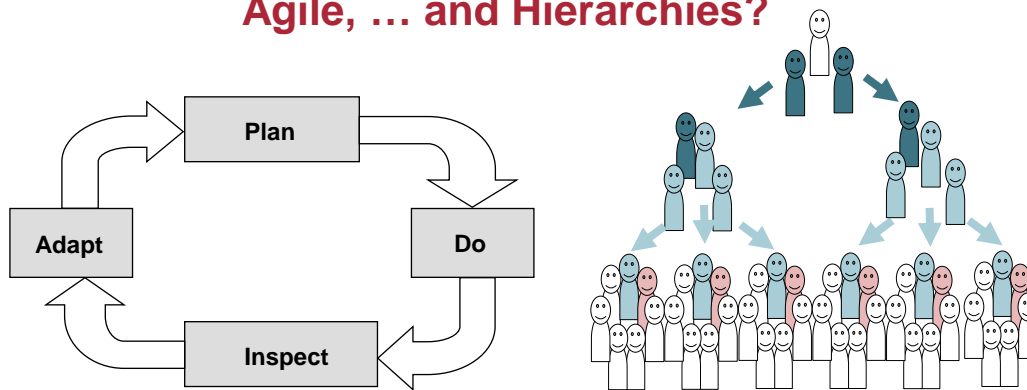 Agile, … and Hierarchies?
Plan
Adapt
Do
Inspect